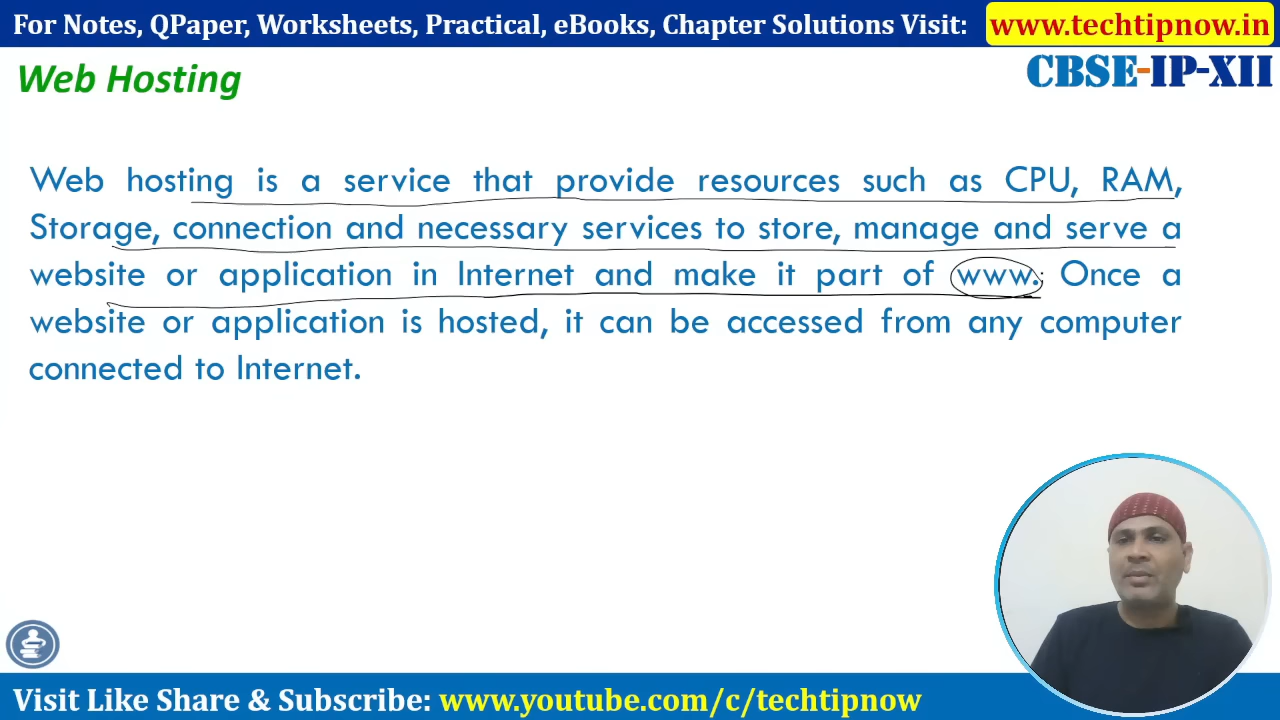 For Notes, QPaper, Worksheets, Practical, eBooks, Chapter Solutions Visit: www.techtipnow.in
Web Hosting
CBSE-IP-XII
Web hosting is a service that provide resources such as CPU, RAM,
Storage, connection and necessary services to store, manage and serve a
website or application in Internet and make it part of www. Once a
website or application is hosted, it can be accessed from any computer
connected to Internet.
Visit Like Share & Subscribe: www.youtube.com/c/techtipnow